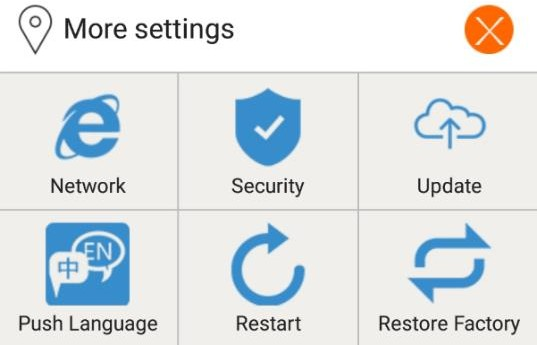 More settings
Network
Security
Update
EN
中
Push Language
Restart
Restore Factory